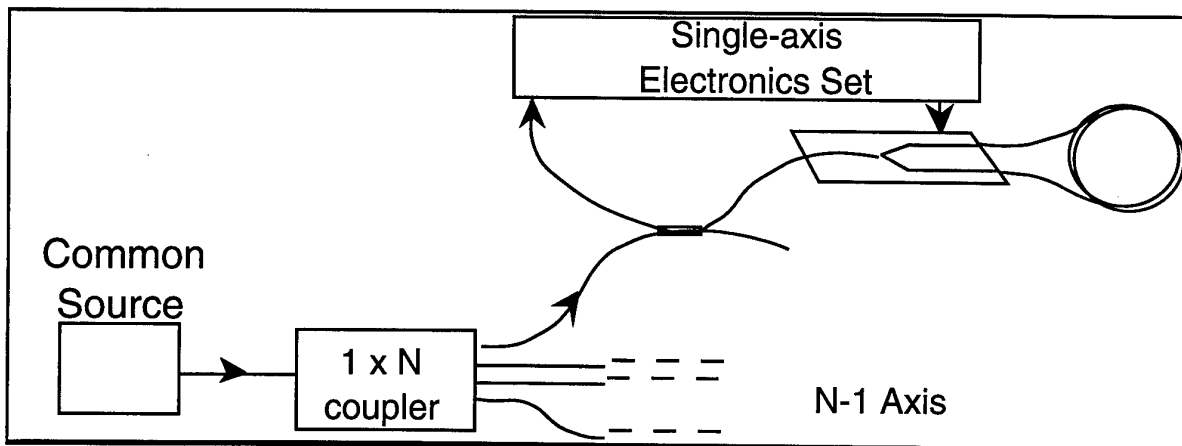 Single-axis
Electronics Set
Common
Source
1 x N
coupler
N-1 Axis